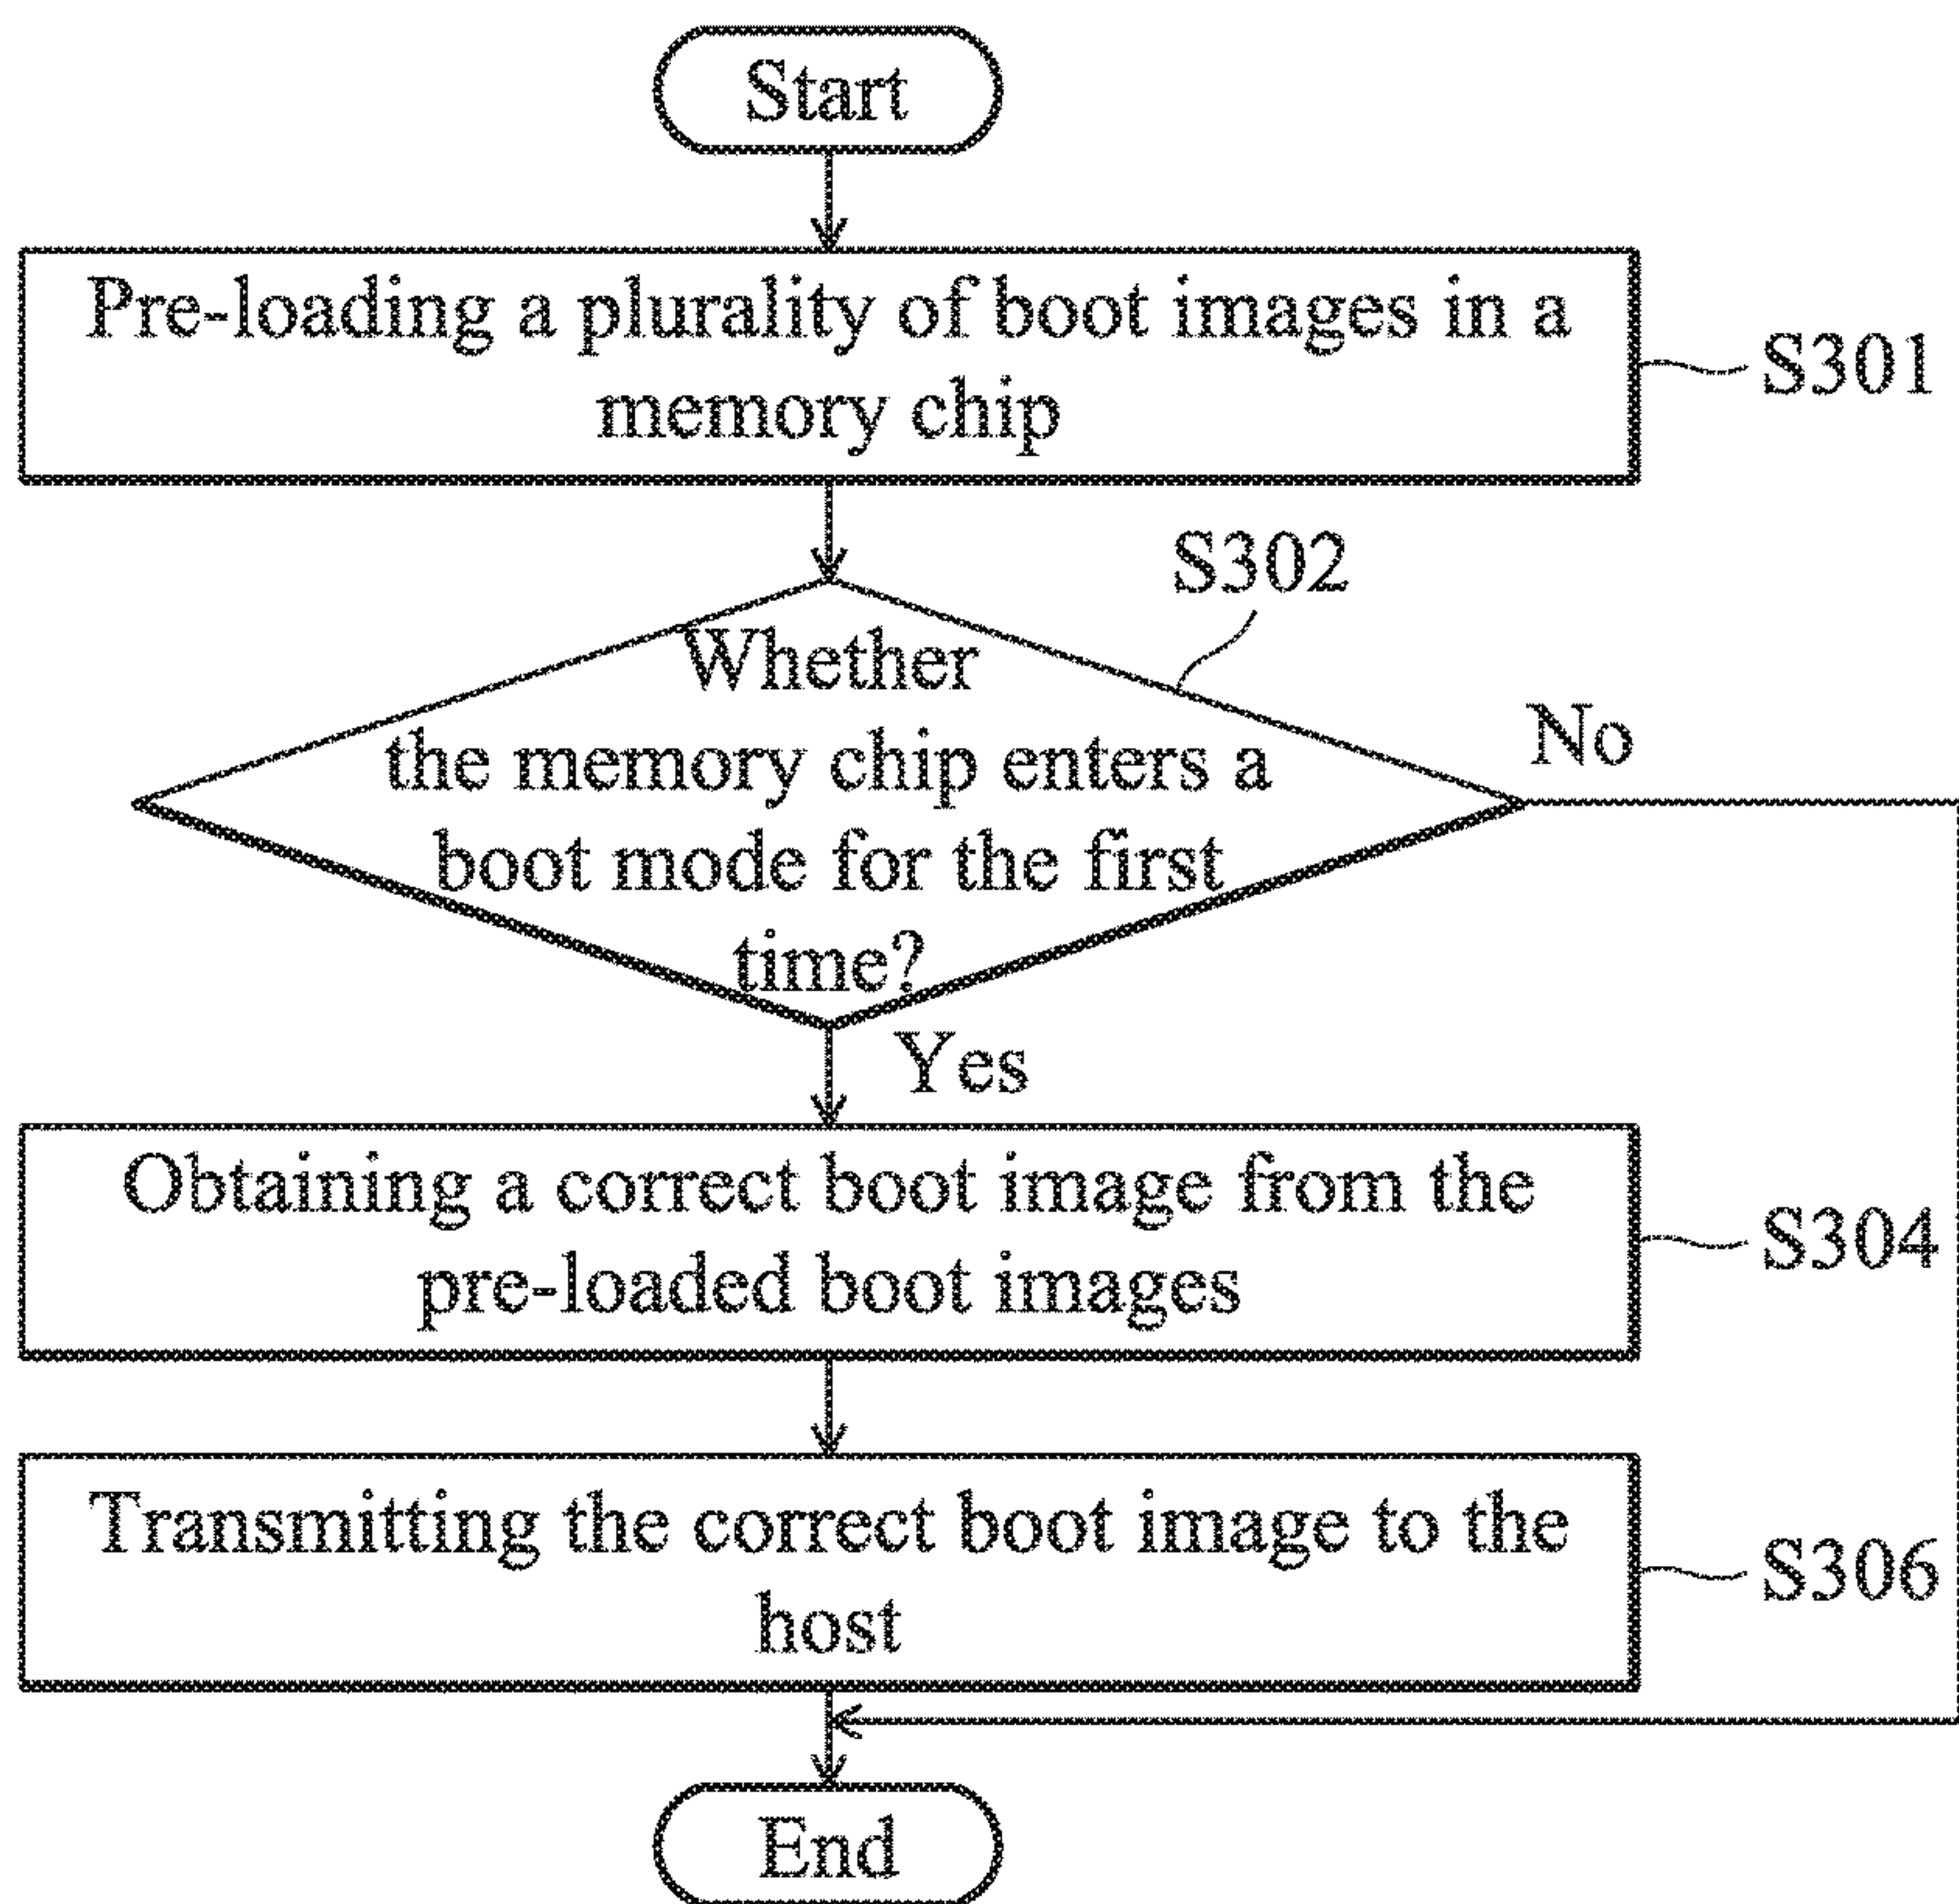 Start
Pre-loading a plurality of boot images in a
memory chip
S301
S302
Whether
the memory chip enters a
boot mode for the first
time?
No
Yes
Obtaining a correct boot image from the
pre-loaded boot images
S304
Transmitting the correct boot image to the
host
S306
End